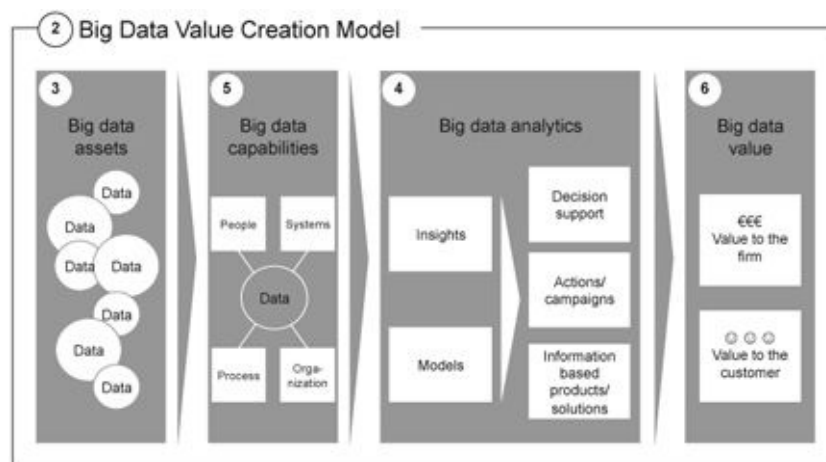 2 Big Data Value Creation Model
3
Big data
assets
Data
Data
Data
Data
Data
Data
Data
5
Big data
capabilities
People
Systems
Data
Process
Orga-
nization
4
Big data analytics
Insights
Models
Decision
support
Actions/
campaigns
Information
based
products/
solutions
6
Big data
value
€€€
Value to the
firm
☺ ☺ ☺
Value to the
customer